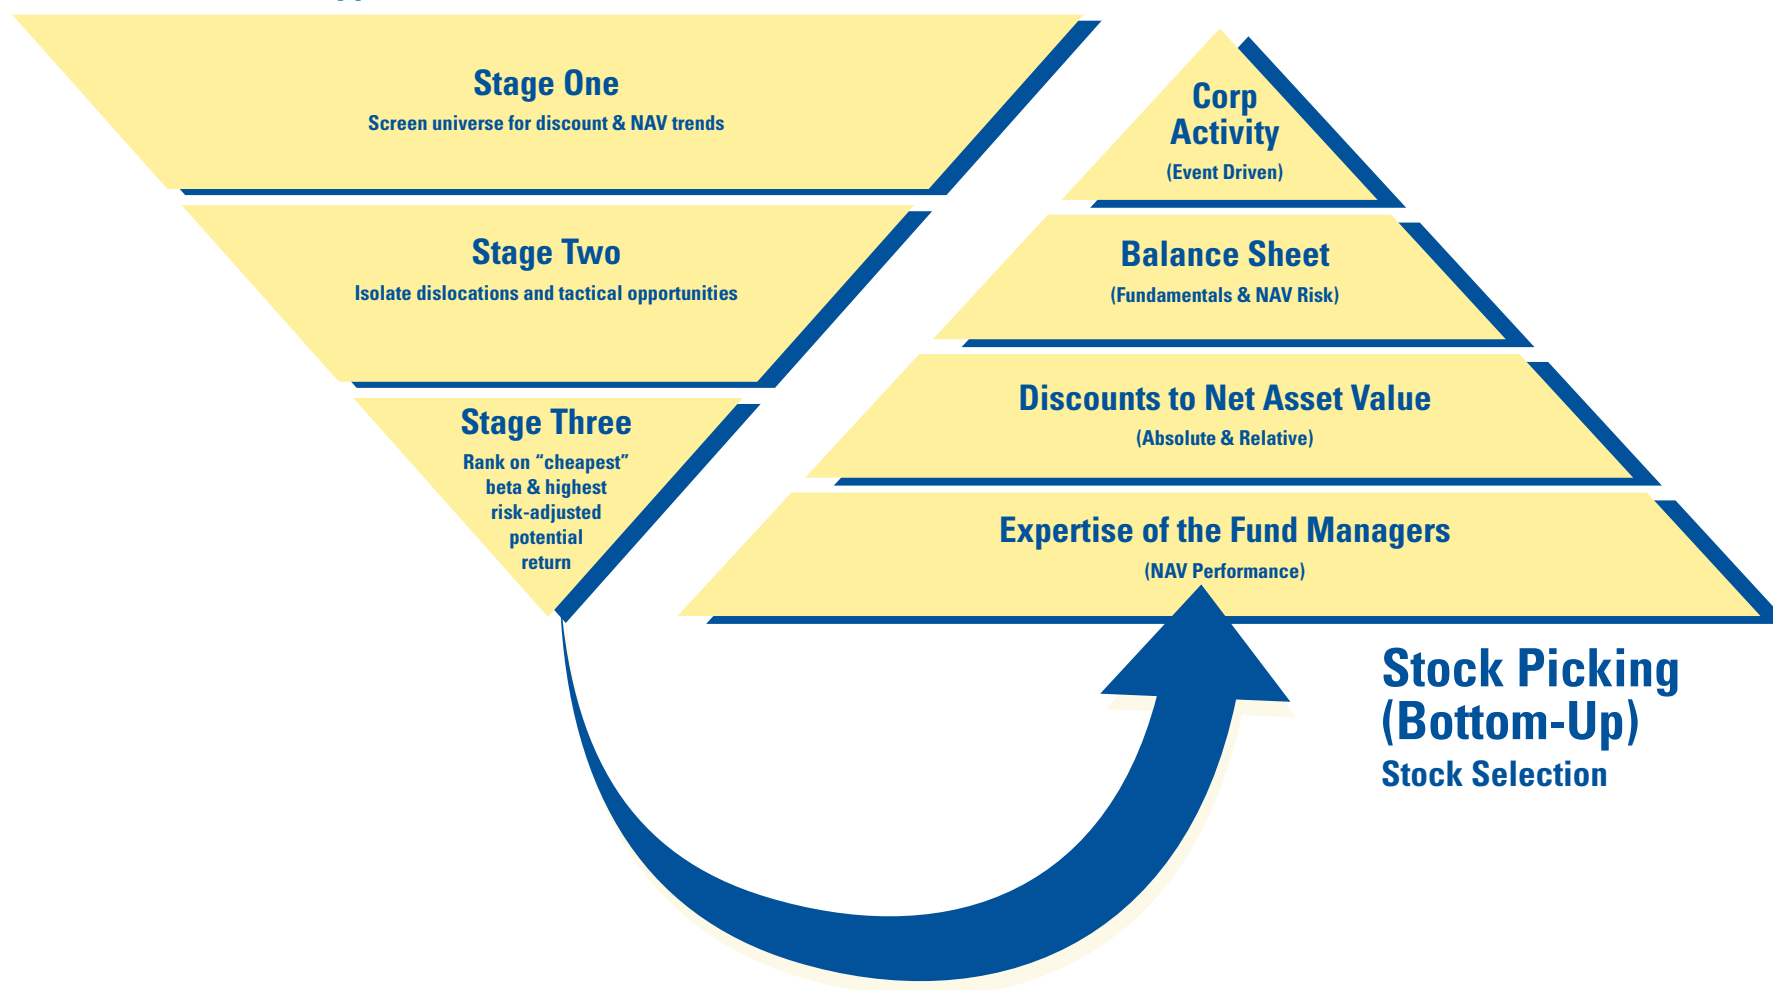 Stage One
Screen universe for discount & NAV trends
Stage Two
Isolate dislocations and tactical opportunities
Stage Three
Rank on “cheapest”
beta & highest
risk-adjusted
potential
return
Corp
Activity
(Event Driven)
Balance Sheet
(Fundamentals & NAV Risk)
Discounts to Net Asset Value
(Absolute & Relative)
Expertise of the Fund Managers
(NAV Performance)
Stock Picking
(Bottom-Up)
Stock Selection